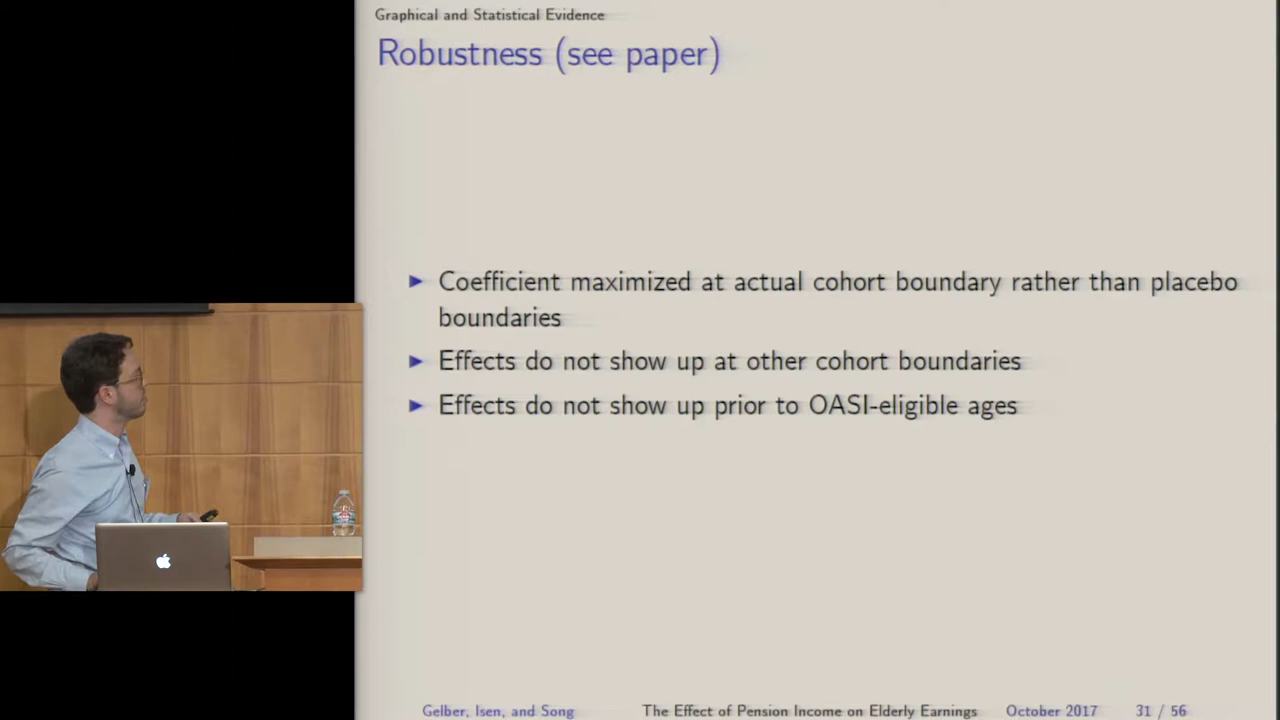 Graphical and Statistical Evidence
Robustness (see paper)
Coefficient maximized at actual cohort boundary rather than placebo
boundaries
Effects do not show up at other cohort boundaries
Effects do not show up prior to OASI-eligible ages
Gelber, Isen, and Song The Effect of Pension Income on Elderly Earnings October 2017 31 / 56